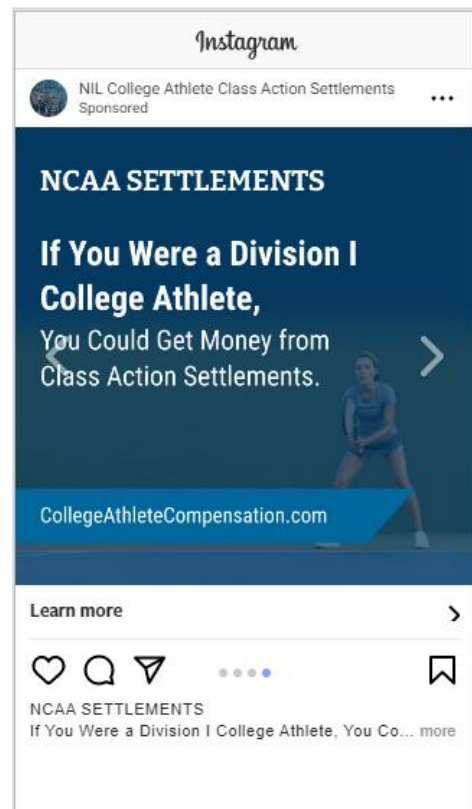 Instagram
NIL College Athlete Class Action Settlements
Sponsored
NCAA SETTLEMENTS
If You Were a Division I
College Athlete,
You Could Get Money from
Class Action Settlements.
CollegeAthleteCompensation.com
Learn more
NCAA SETTLEMENTS
If You Were a Division I College Athlete, You Co... more